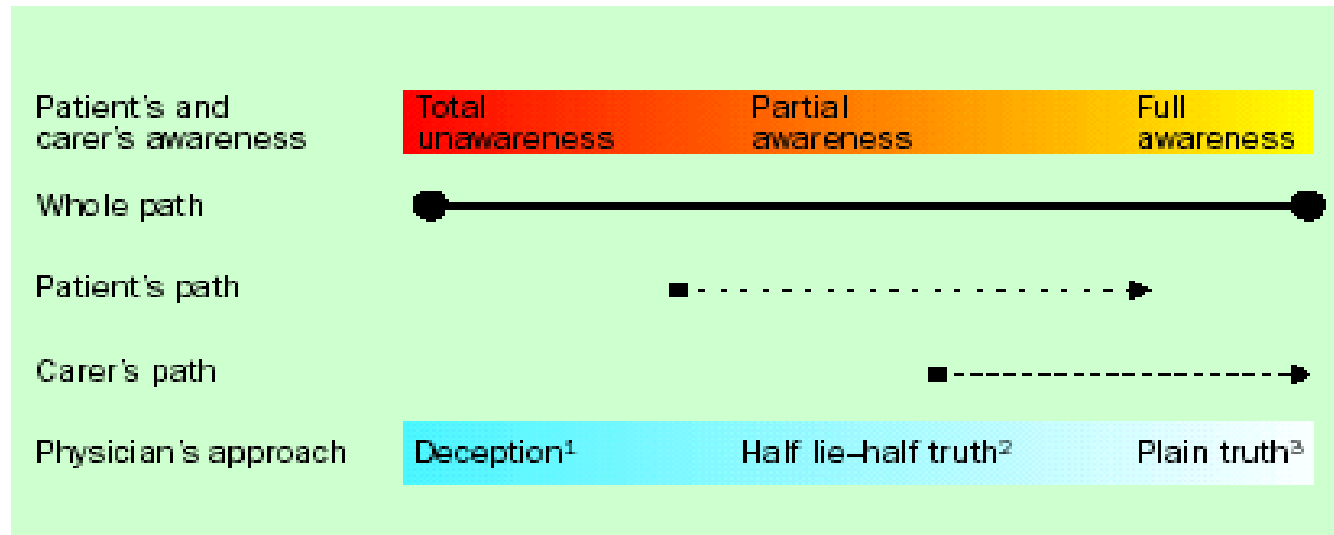 Patient's and
carer's awareness
Total
unawareness
Partial
awareness
Full
awareness
Whole path
Patient's path
Carer's path
Physician's approach
Deception¹
Half lie–half truth²
Plain truth³